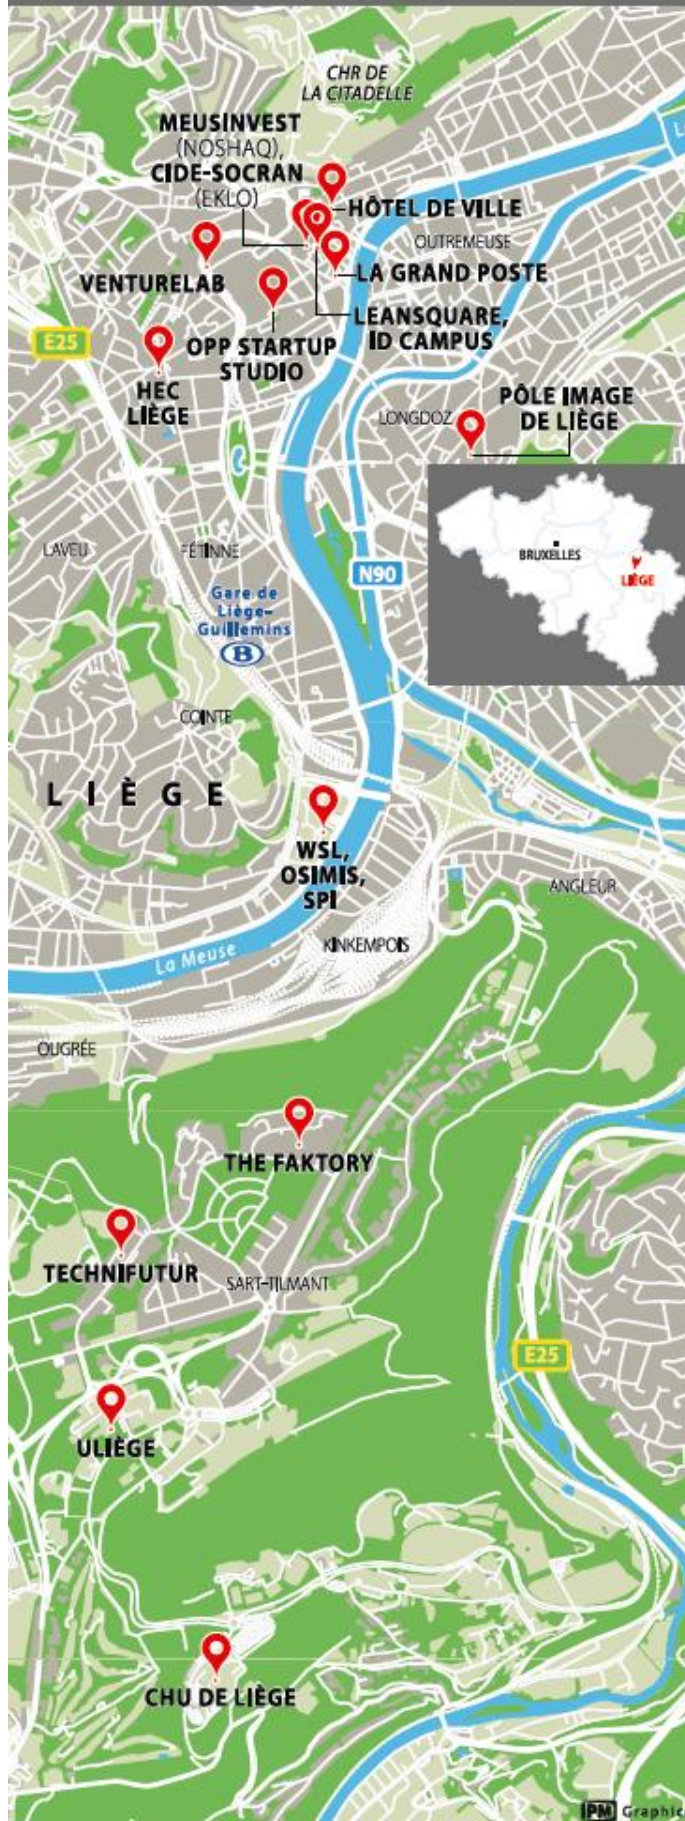 CHR DE
LA CITADELLE
MEUSINVEST
(NOSHAQ),
CIDE-SOCRAN
(EKLO)
HÔTEL DE VILLE
OUTREMEUSE
VENTURELAB
LA GRAND POSTE
LEANSQUARE,
ID CAMPUS
OPP STARTUP
STUDIO
E25
HEC
LIÈGE
LONGDOZ
PÔLE IMAGE
DE LIÈGE
BRUXELLES
LIÈGE
LAVEU
FÉTINNE
N90
Gare de
Liège-
Guillemins
B
COINTE
LIÈGE
WSL,
OSIMIS,
SPI
ANGLEUR
KINKEMPOIS
La Meuse
OUGRÉE
THE FAKTORY
TECHNIFUTUR
SART-TILMANT
E25
ULIÈGE
CHU DE LIÈGE
IPM Graphic